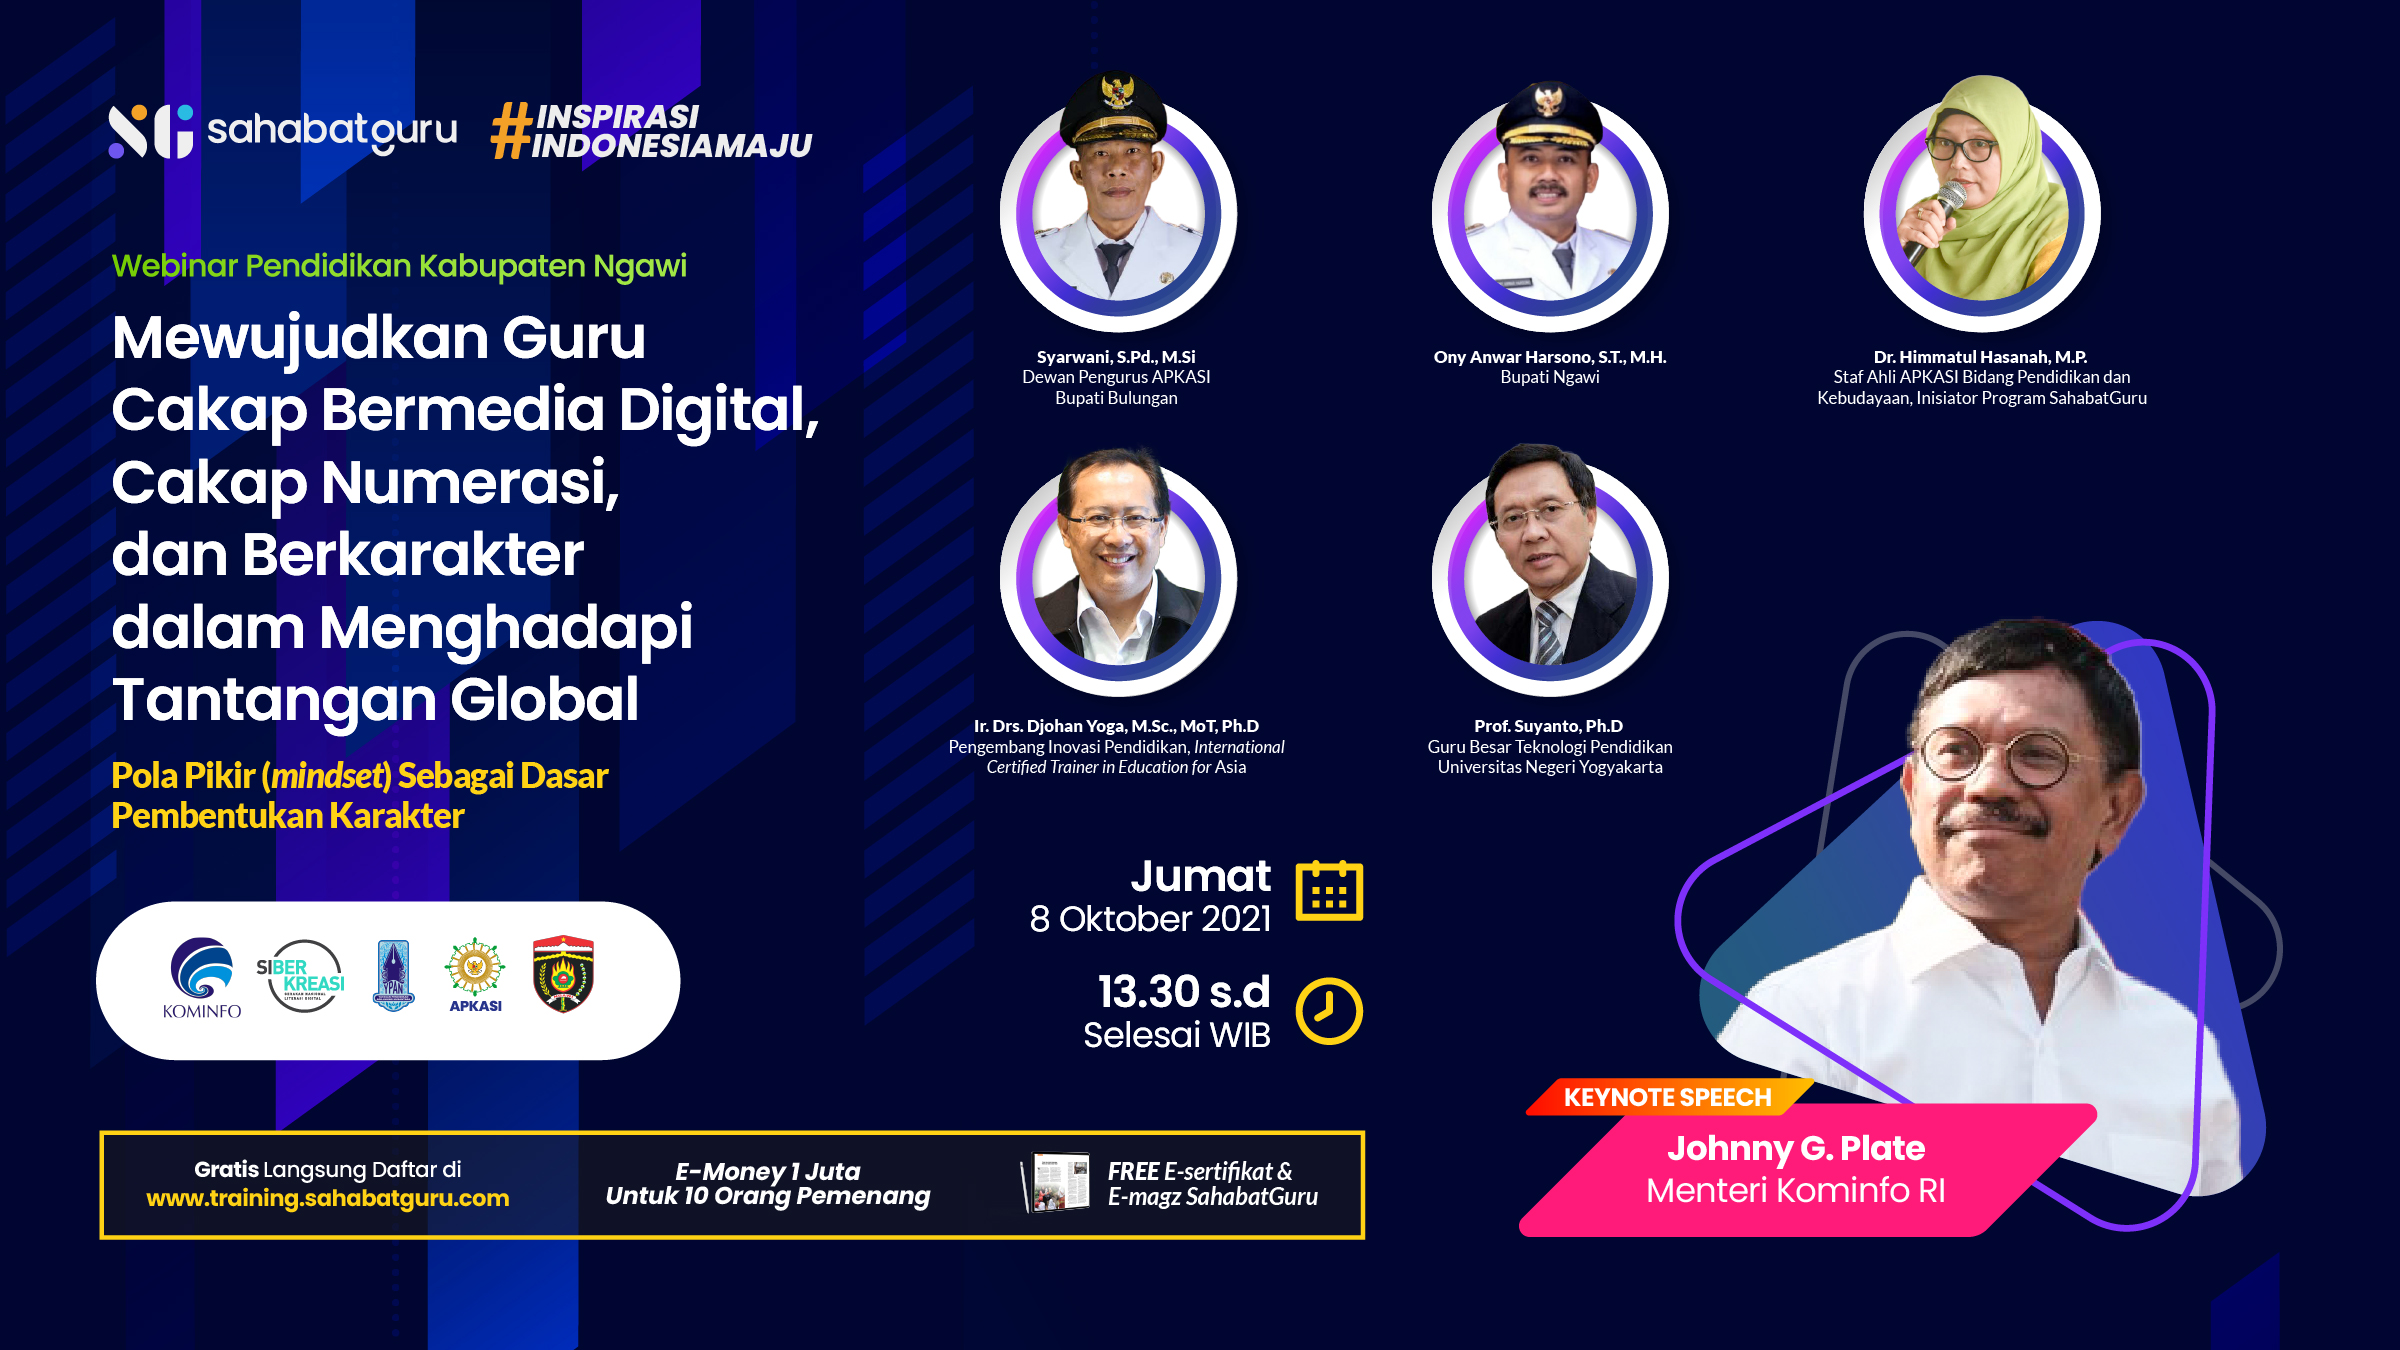 sahabatguru
#INSPIRASI
INDONESIAMAJU
Webinar Pendidikan Kabupaten Ngawi
Mewujudkan Guru
Cakap Bermedia Digital,
Cakap Numerasi,
dan Berkarakter
dalam Menghadapi
Tantangan Global
Pola Pikir (mindset) Sebagai Dasar
Pembentukan Karakter
KOMINFO
SIBER
KREASI
GERAKAN NASIONAL
LITERASI DIGITAL
YPAN
APKASI
Syarwani, S.Pd., M.Si
Dewan Pengurus APKASI
Bupati Bulungan
Ony Anwar Harsono, S.T., M.H.
Bupati Ngawi
Dr. Himmatul Hasanah, M.P.
Staf Ahli APKASI Bidang Pendidikan dan
Kebudayaan, Inisiator Program SahabatGuru
Ir. Drs. Djohan Yoga, M.Sc., MoT, Ph.D
Pengembang Inovasi Pendidikan, International
Certified Trainer in Education for Asia
Prof. Suyanto, Ph.D
Guru Besar Teknologi Pendidikan
Universitas Negeri Yogyakarta
Jumat
8 Oktober 2021
13.30 s.d
Selesai WIB
KEYNOTE SPEECH
Johnny G. Plate
Menteri Kominfo RI
Gratis Langsung Daftar di
www.training.sahabatguru.com
E-Money 1 Juta
Untuk 10 Orang Pemenang
FREE E-sertifikat &
E-magz SahabatGuru